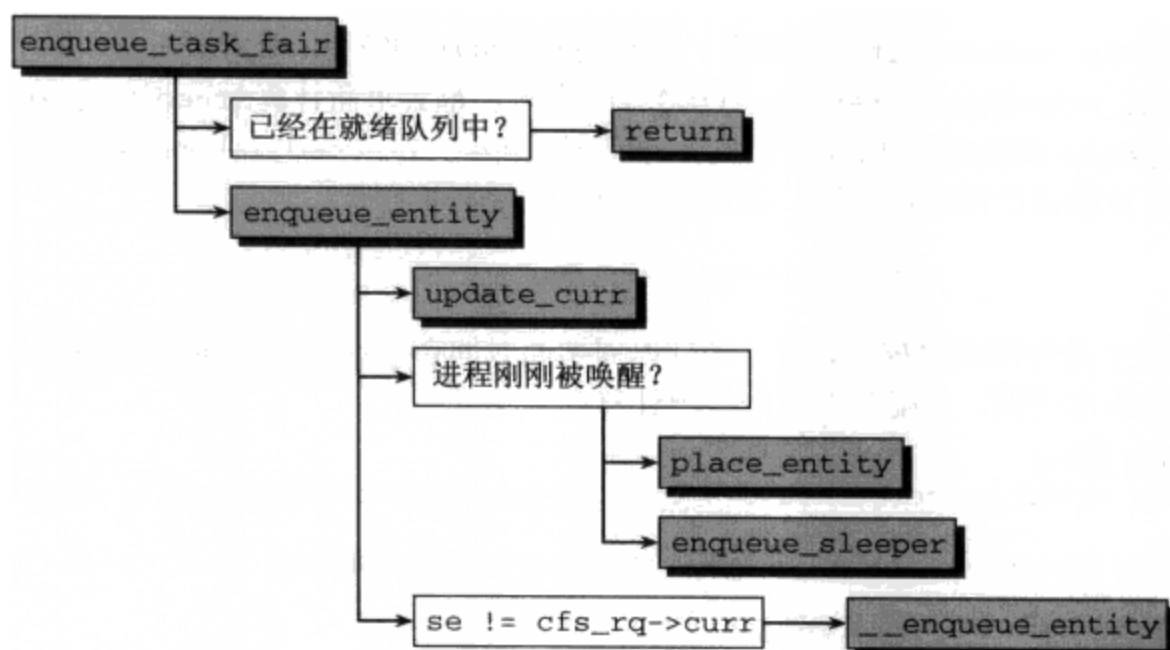 enqueue_task_fair
已经在就绪队列中？
return
enqueue_entity
update_curr
进程刚刚被唤醒？
place_entity
enqueue_sleeper
se != cfs_rq->curr
__enqueue_entity